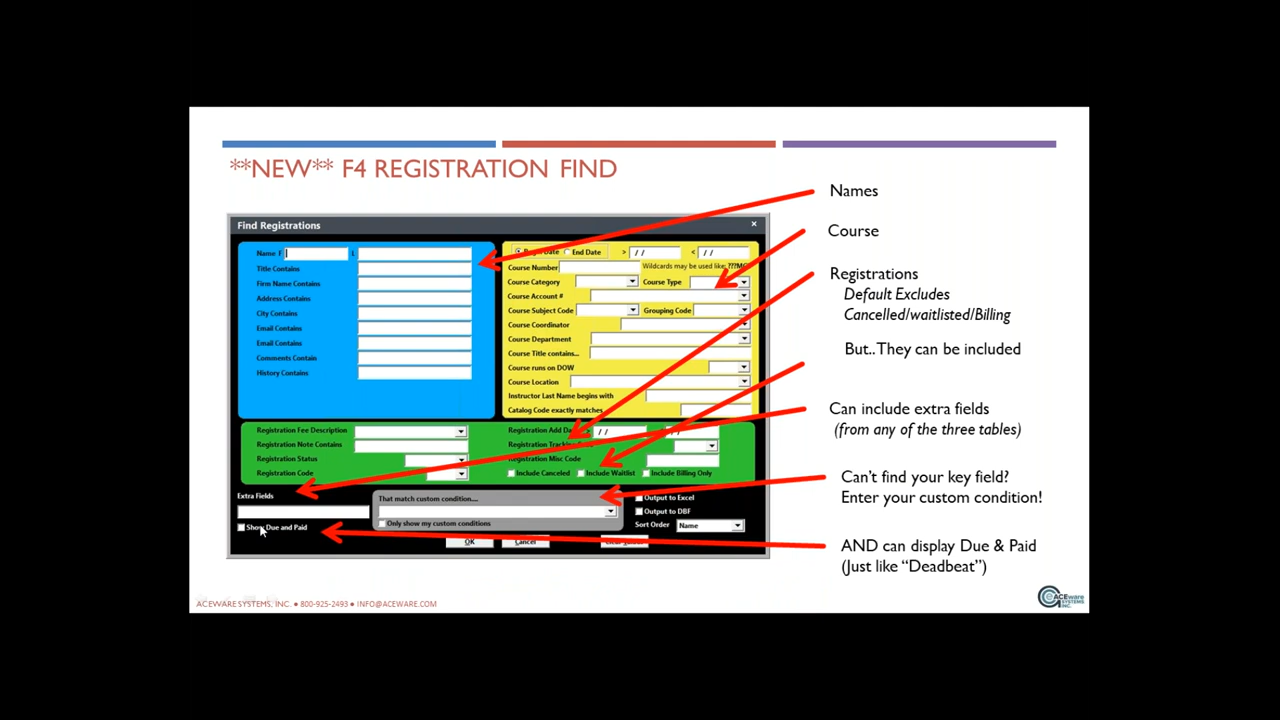 **NEW** F4 REGISTRATION FIND
Find Registrations
×
Name F
L
Title Contains
Firm Name Contains
Address Contains
City Contains
Email Contains
Email Contains
Comments Contain
History Contains
End Date > / / < / /
Course Number
Wildcards may be used like:
Course Category
Course Type
Course Account #
Course Subject Code
Grouping Code
Course Coordinator
Course Department
Course Title contains...
Course runs on DOW
Course Location
Instructor Last Name begins with
Catalog Code exactly matches
Registration Fee Description
Registration Note Contains
Registration Status
Registration Code
Registration Add / /
Registration
Registration Misc Code
Include Canceled
Include Waitlist
Include Billing Only
Extra Fields
Show Due and Paid
That match custom condition....
Only show my custom conditions
Output to Excel
Output to DBF
Sort Order Name
OK
Cancel
Names
Course
Registrations
Default Excludes
Cancelled/waitlisted/Billing
But.. They can be included
Can include extra fields
(from any of the three tables)
Can't find your key field?
Enter your custom condition!
AND can display Due & Paid
(Just like “Deadbeat”)
ACEWARE SYSTEMS, INC. ● 800-925-2493 ● INFO@ACEWARE.COM
ACEware
SYSTEMS
INC.